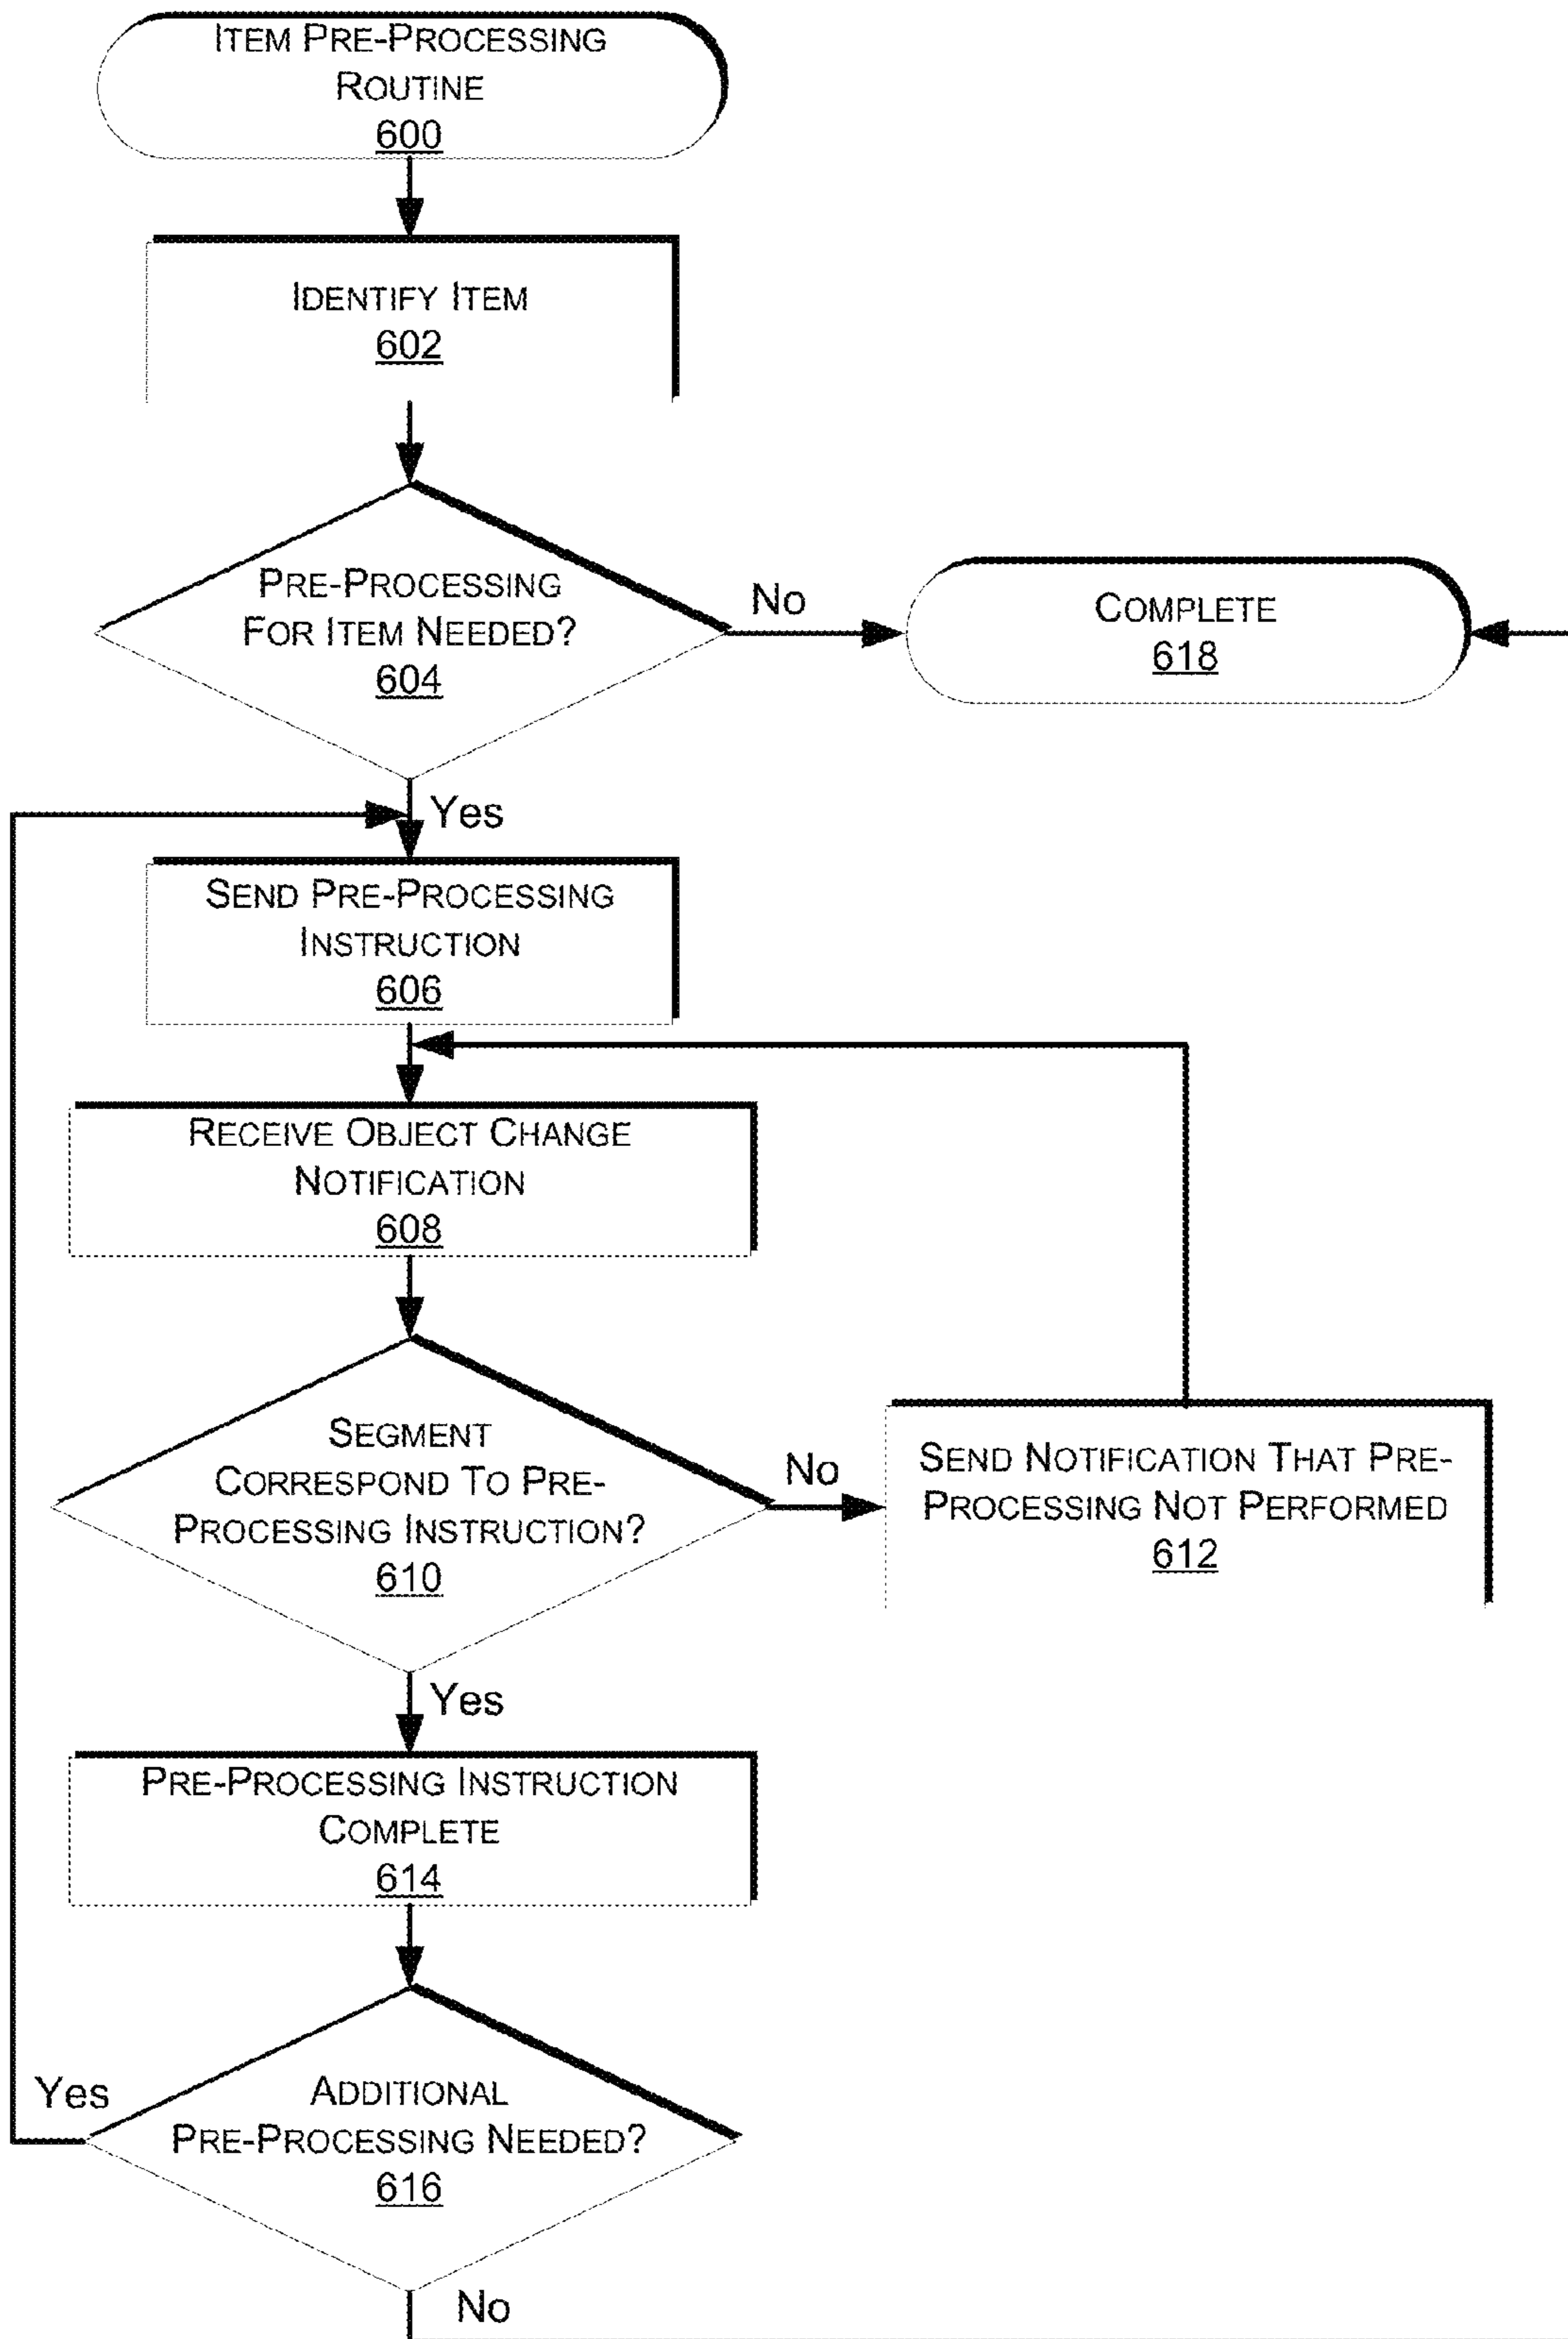 ITEM PRE-PROCESSING
ROUTINE
600
IDENTIFY ITEM
602
PRE-PROCESSING
FOR ITEM NEEDED?
604
No
COMPLETE
618
Yes
SEND PRE-PROCESSING
INSTRUCTION
606
RECEIVE OBJECT CHANGE
NOTIFICATION
608
SEGMENT
CORRESPOND TO PRE-
PROCESSING INSTRUCTION?
610
No
SEND NOTIFICATION THAT PRE-
PROCESSING NOT PERFORMED
612
Yes
PRE-PROCESSING INSTRUCTION
COMPLETE
614
Yes
ADDITIONAL
PRE-PROCESSING NEEDED?
616
No